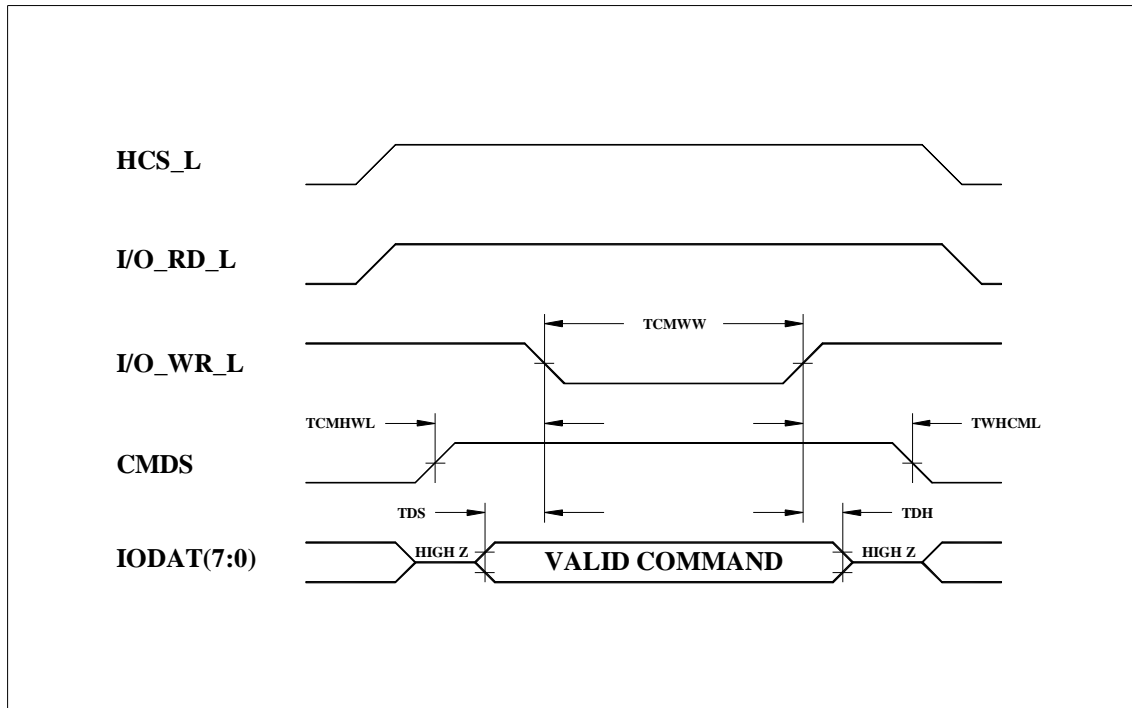 HCS_L
I/O_RD_L
TCMWW
I/O_WR_L
TCMHWL
TWHCML
CMDS
TDS
TDH
IODAT(7:0)
HIGH Z
VALID COMMAND
HIGH Z